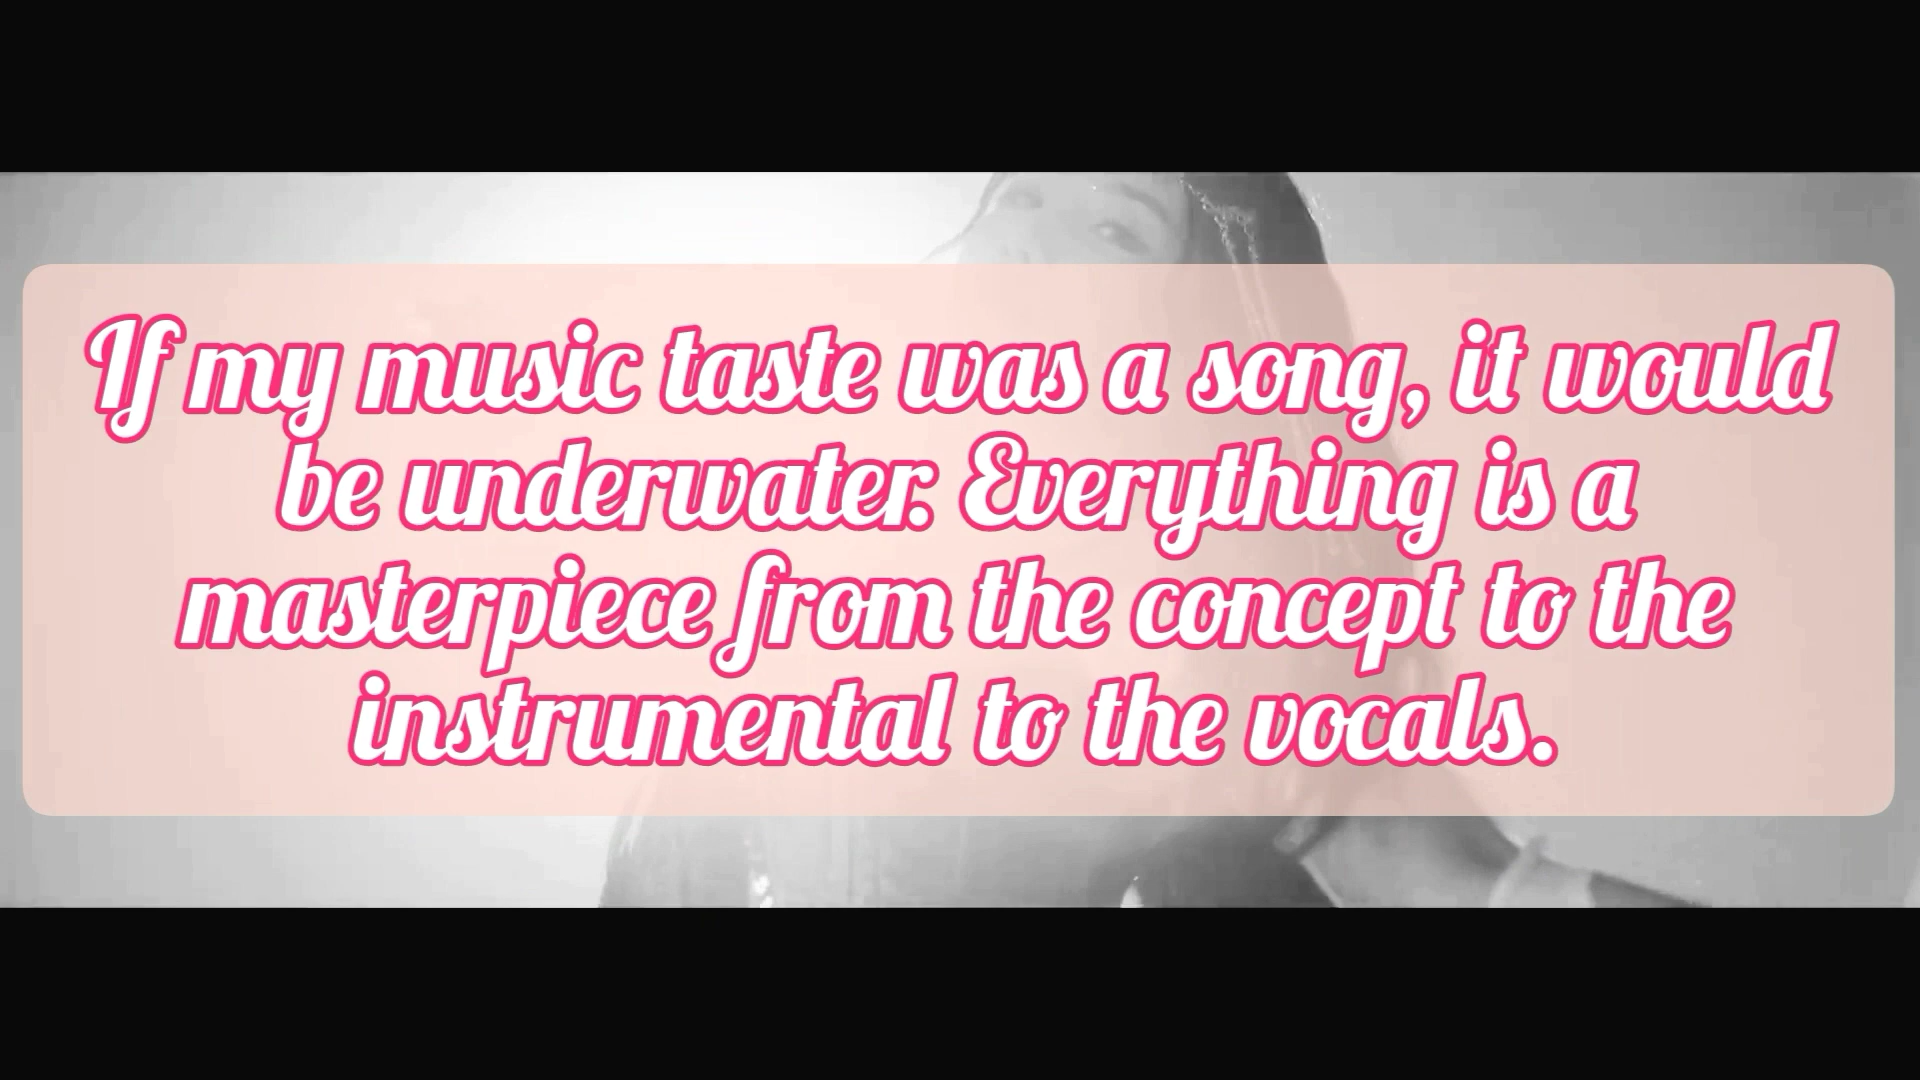 If my music taste was a song, it would
be underwater. Everything is a
masterpiece from the concept to the
instrumental to the vocals.